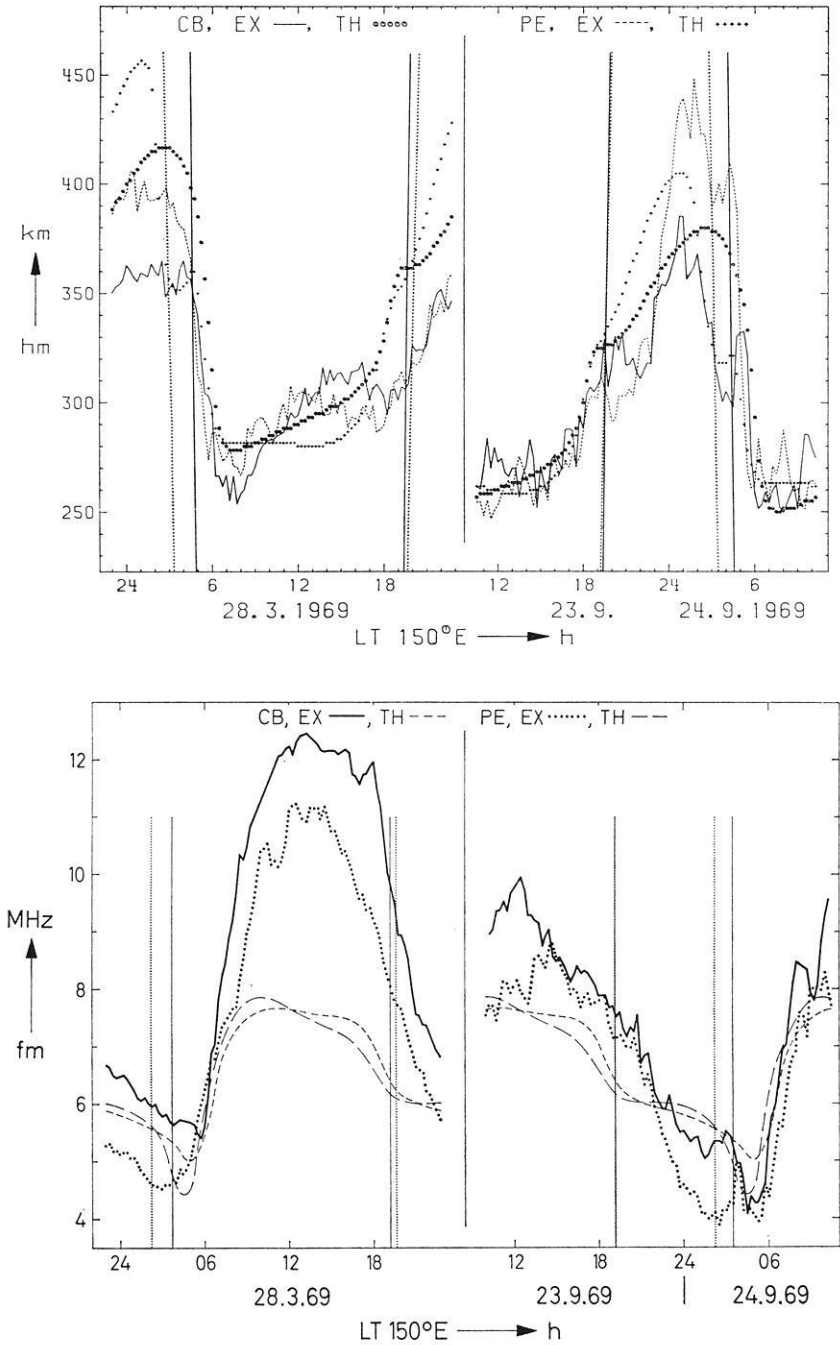 CB, EX ——, TH ooooo PE, EX ----, TH ++++
450
400
km
350
hm
300
250
24 6 12 18 12 18 24 6
28.3.1969 23.9. 24.9.1969
LT 150°E → h
CB, EX ——, TH ---- PE, EX ······, TH — —
12
10
MHz
8
fm
6
4
24 06 12 18 12 18 24 06
28.3.69 23.9.69 | 24.9.69
LT 150°E → h